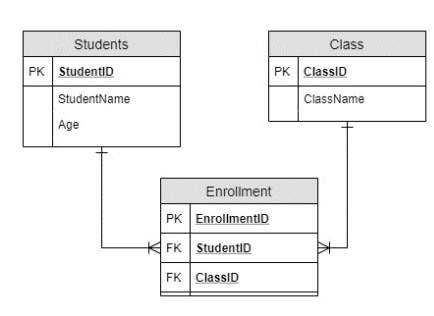 Students
PK StudentID
StudentName
Age
Class
PK ClassID
ClassName
Enrollment
PK EnrollmentID
FK StudentID
FK ClassID